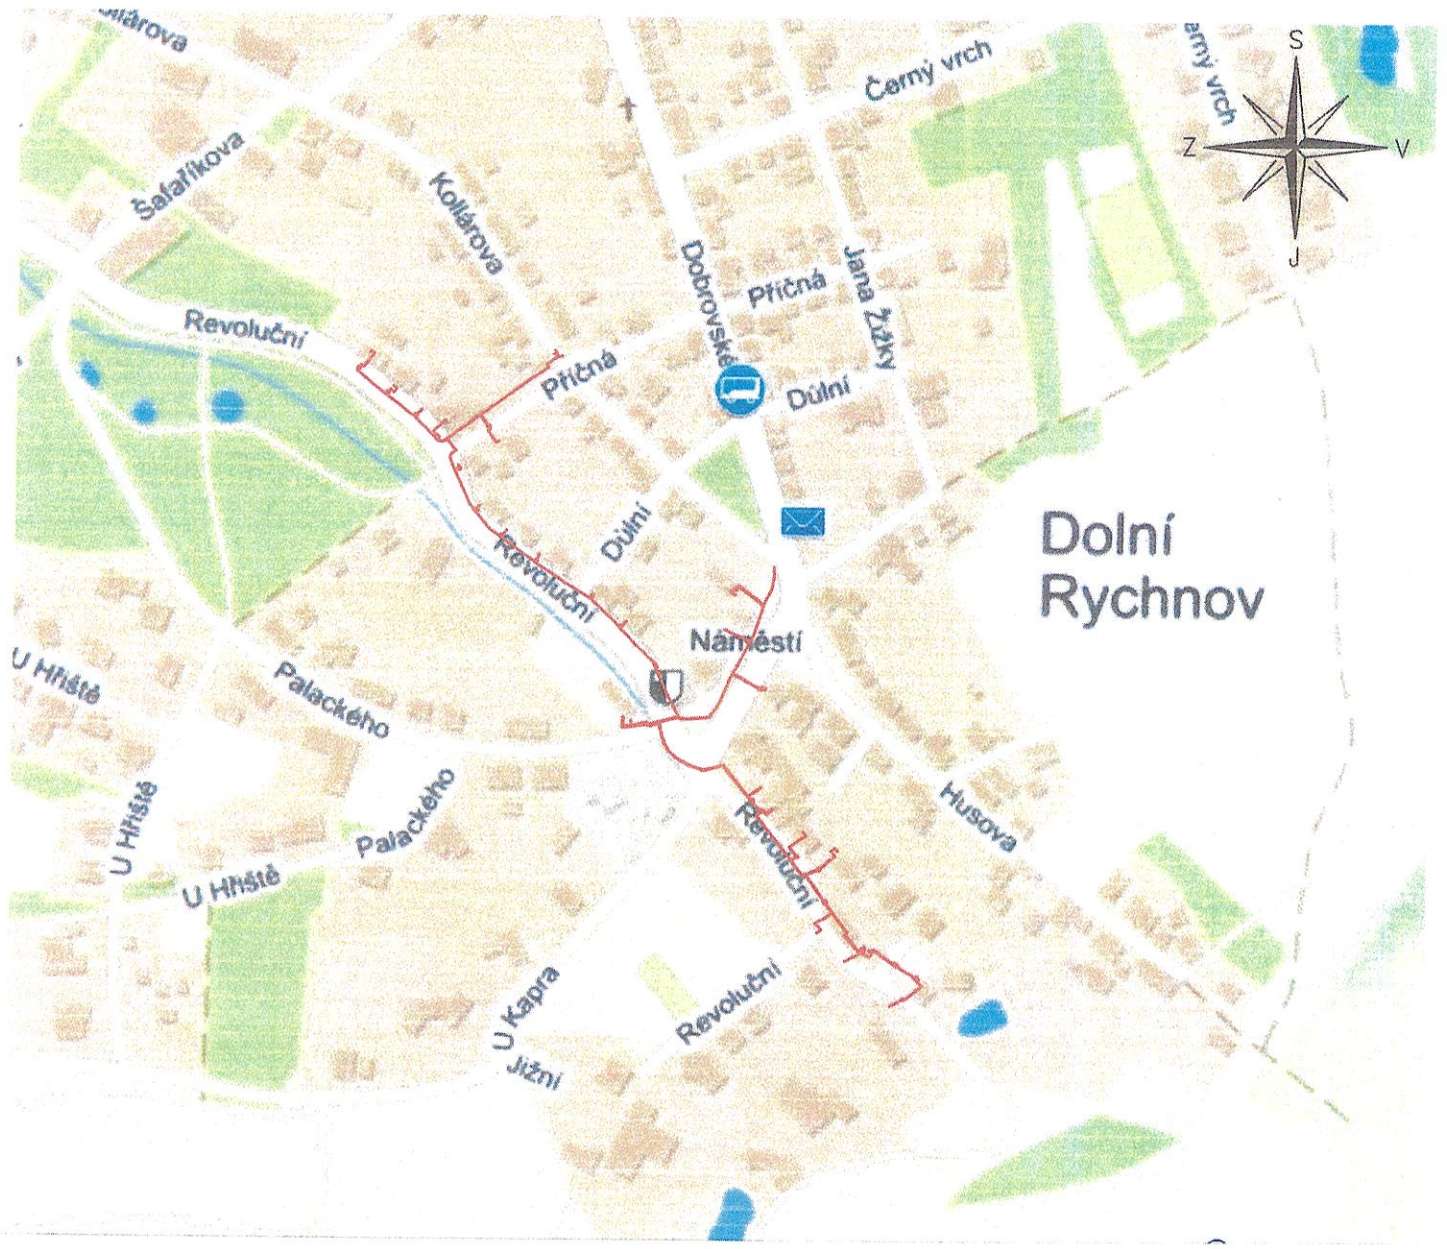 Černý vrch
S
Z
V
J
Šafaříkova
Kollárova
Dobrovského
Příčná
Jana Žižky
Revoluční
Příčná
Důlní
Důlní
Dolní
Rychnov
Revoluční
Náměstí
U Hřiště
Palackého
U Hřiště
Palackého
Husova
Revoluční
U Hřiště
U Kapra
Revoluční
Jižní